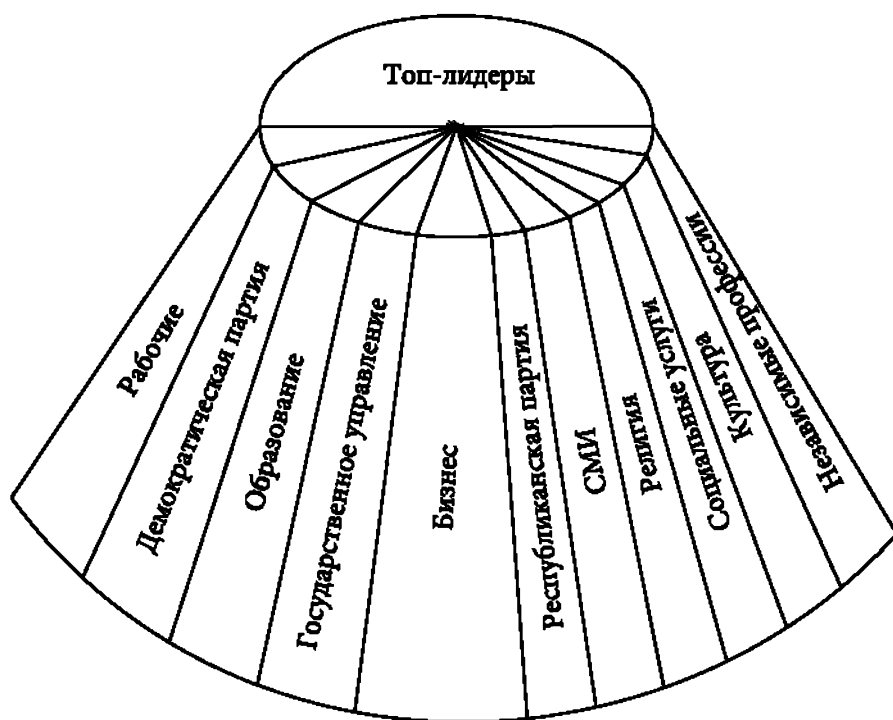 Топ-лидеры
Рабочие
Демократическая партия
Образование
Государственное управление
Бизнес
Республиканская партия
СМИ
Религия
Социальные услуги
Культура
Независимые профессии